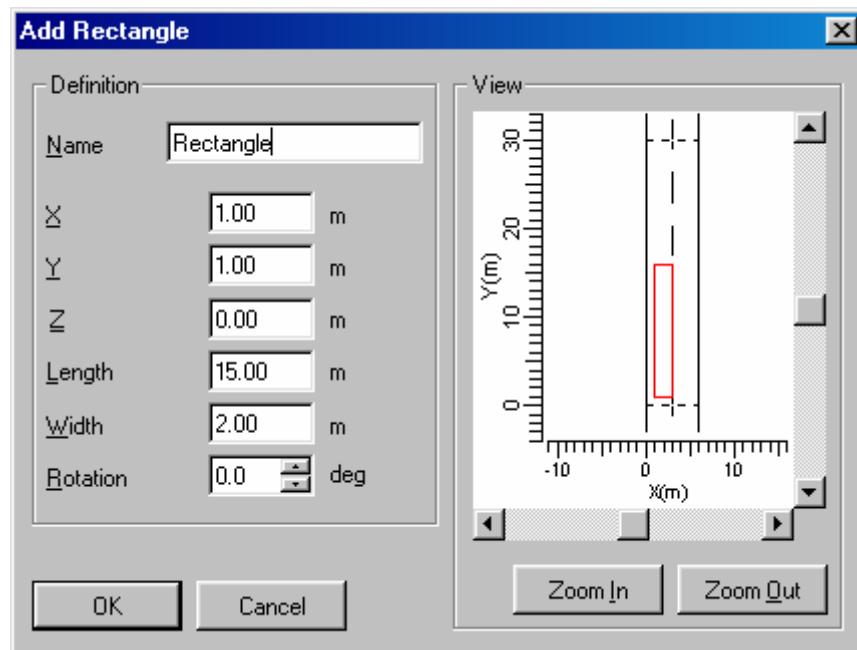 Add Rectangle
Definition
Name Rectangle
X 1.00 m
Y 1.00 m
Z 0.00 m
Length 15.00 m
Width 2.00 m
Rotation 0.0 deg
OK Cancel
View
30
20
10
0
Y(m)
-10 0 10
X(m)
Zoom In Zoom Out